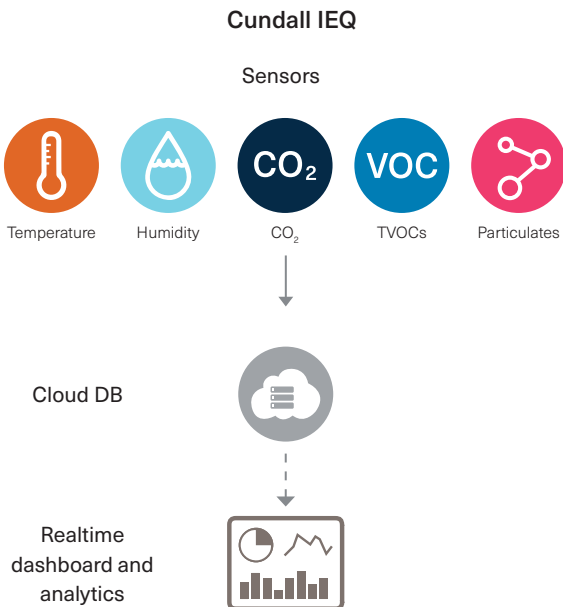 Cundall IEQ
Sensors
CO₂
VOC
Temperature
Humidity
CO₂
TVOCs
Particulates
Cloud DB
Realtime
dashboard and
analytics